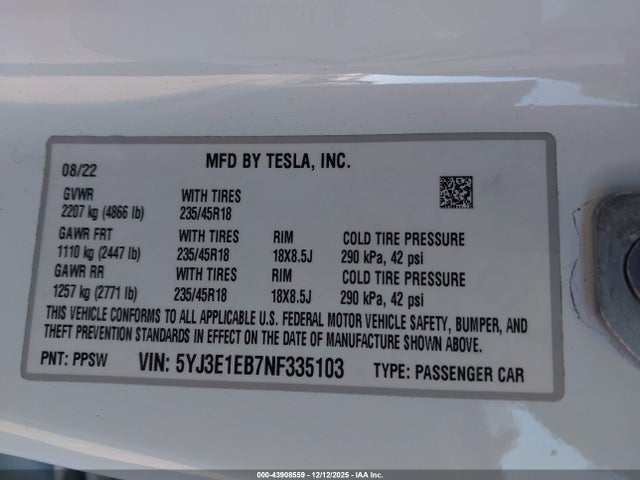 MFD BY TESLA, INC.
08/22
GVWR WITH TIRES
2207 kg (4866 lb) 235/45R18
GAWR FRT WITH TIRES RIM COLD TIRE PRESSURE
1110 kg (2447 lb) 235/45R18 18X8.5J 290 kPa, 42 psi
GAWR RR WITH TIRES RIM COLD TIRE PRESSURE
1257 kg (2771 lb) 235/45R18 18X8.5J 290 kPa, 42 psi
THIS VEHICLE CONFORMS TO ALL APPLICABLE U.S. FEDERAL MOTOR VEHICLE SAFETY, BUMPER, AND
THEFT PREVENTION STANDARDS IN EFFECT ON THE DATE OF MANUFACTURE SHOWN ABOVE.
PNT: PPSW VIN: 5YJ3E1EB7NF335103 TYPE: PASSENGER CAR
000-43908559 - 12/12/2025 - IAA Inc.